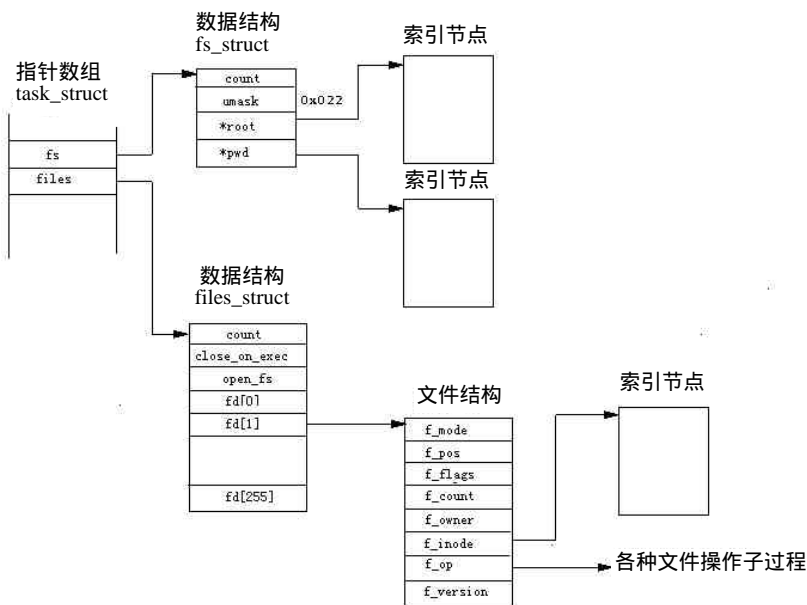 指针数组
task_struct
fs
files
数据结构
fs_struct
count
umask
0x022
*root
*pwd
索引节点
索引节点
数据结构
files_struct
count
close_on_exec
open_fs
fd[0]
fd[1]
fd[255]
文件结构
f_mode
f_pos
f_flags
f_count
f_owner
f_inode
f_op
f_version
索引节点
各种文件操作子过程